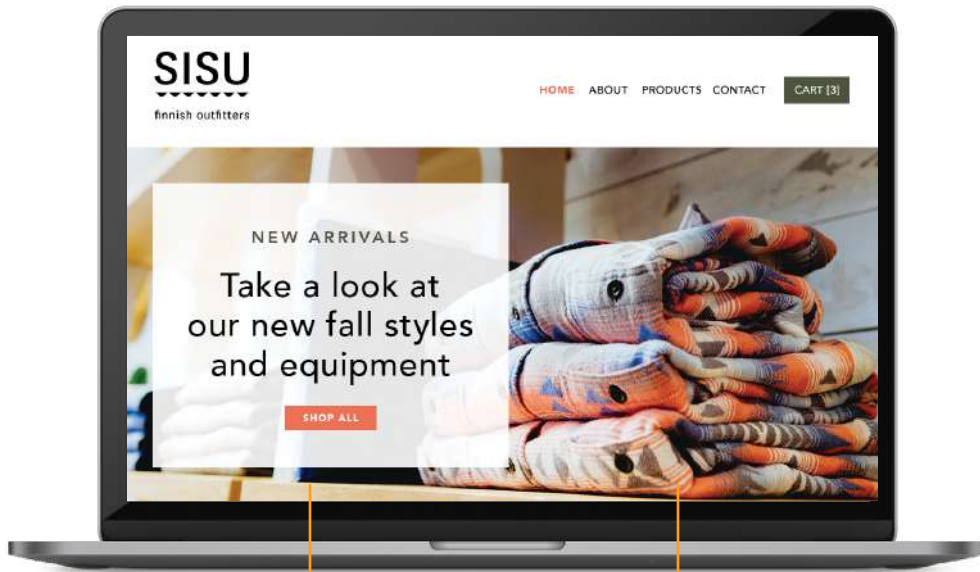 SISU
finnish outfitters
HOME ABOUT PRODUCTS CONTACT CART [3]
NEW ARRIVALS
Take a look at
our new fall styles
and equipment
SHOP ALL